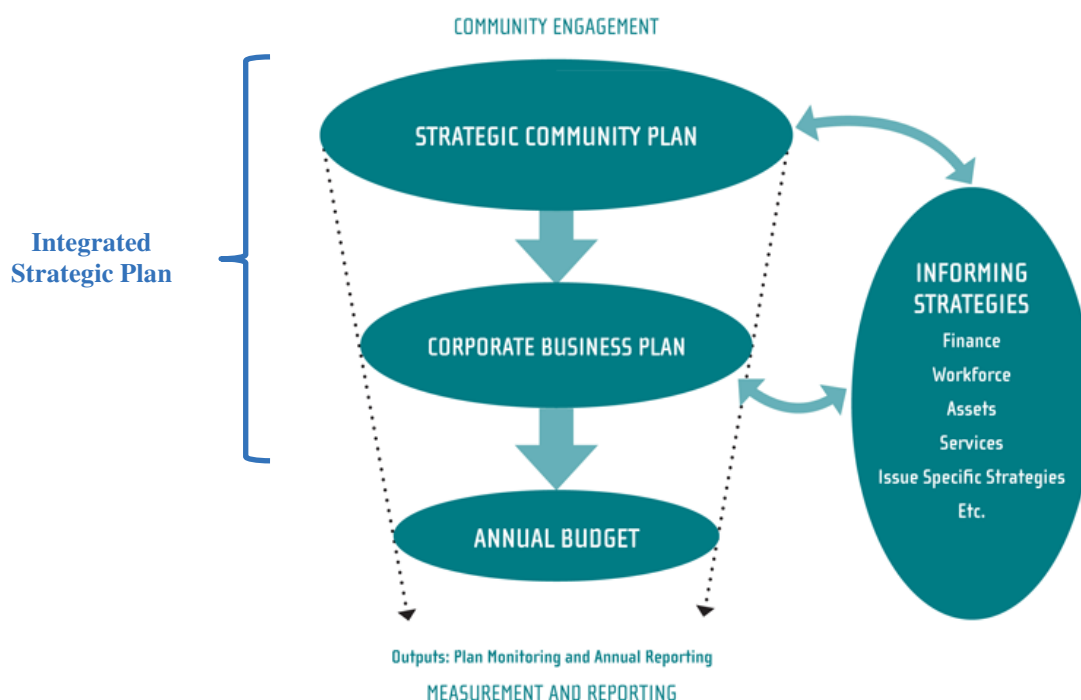 COMMUNITY ENGAGEMENT
STRATEGIC COMMUNITY PLAN
Integrated
Strategic Plan
CORPORATE BUSINESS PLAN
ANNUAL BUDGET
INFORMING
STRATEGIES
Finance
Workforce
Assets
Services
Issue Specific Strategies
Etc.
Outputs: Plan Monitoring and Annual Reporting
MEASUREMENT AND REPORTING